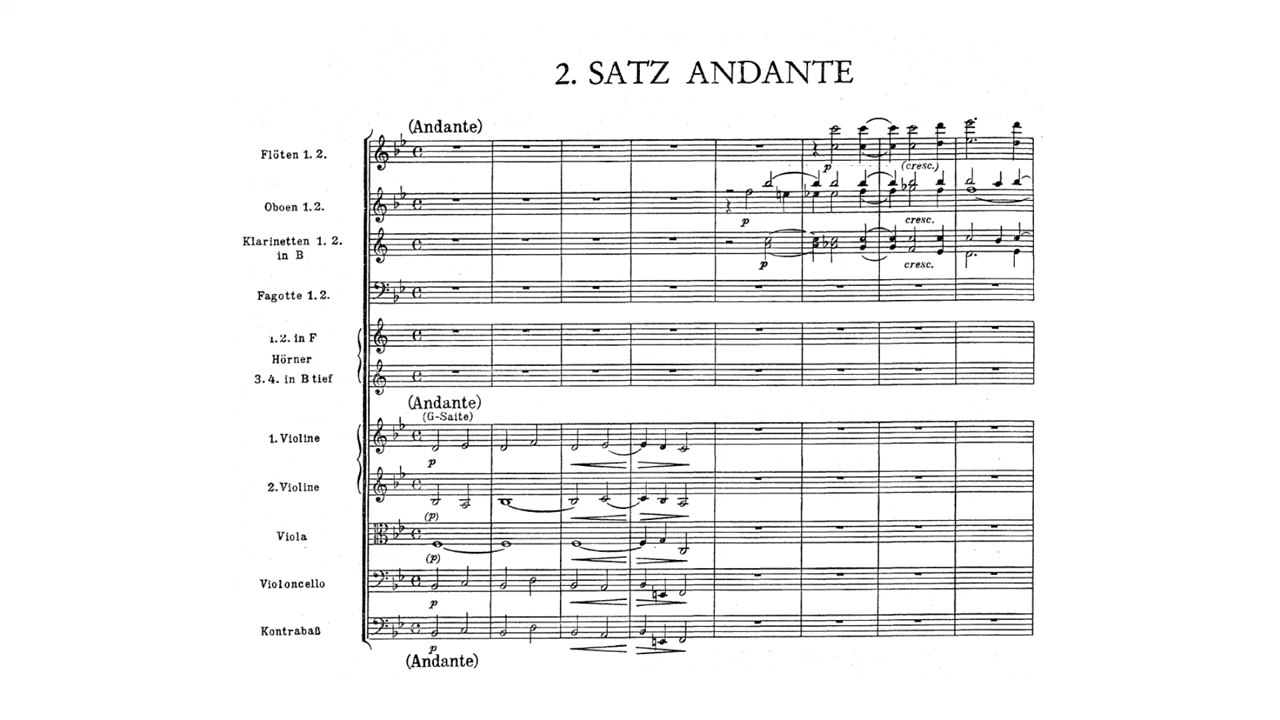 2. SATZ ANDANTE
(Andante)
Flöten 1. 2.
p
(cresc.)
Oboen 1.2.
p
cresc.
Klarinetten 1. 2.
in B
p
cresc.
Fagotte 1. 2.
1. 2. in F
Hörner
3. 4. in B tief
(Andante)
(G-Saite)
1. Violine
p
2. Violine
(p)
Viola
(p)
Violoncello
p
Kontrabaß
p
(Andante)